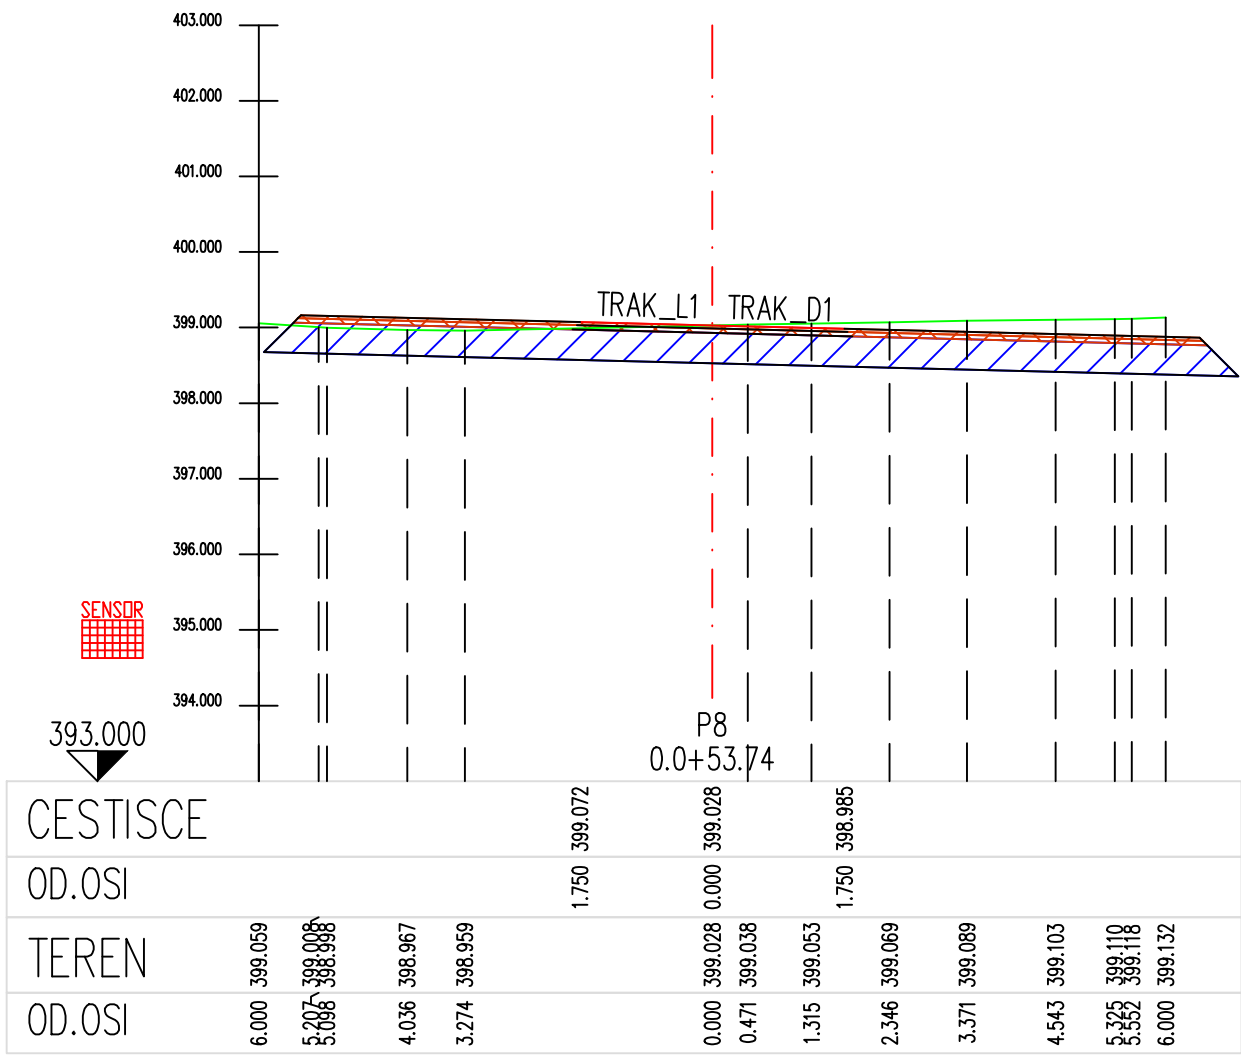 403.000
402.000
401.000
400.000
TRAK_L1 TRAK_D1
399.000
398.000
397.000
396.000
SENSOR
395.000
394.000
393.000
P8
0.0+53.74
CESTISCE 399.072 399.028 398.985
OD.OSI 1.750 0.000 1.750
TEREN 399.059 399.008 398.998 398.967 398.959 399.028 399.038 399.053 399.069 399.089 399.103 399.110 399.118 399.132
OD.OSI 6.000 5.207 5.098 4.036 3.274 0.000 0.471 1.315 2.346 3.371 4.543 5.325 5.552 6.000